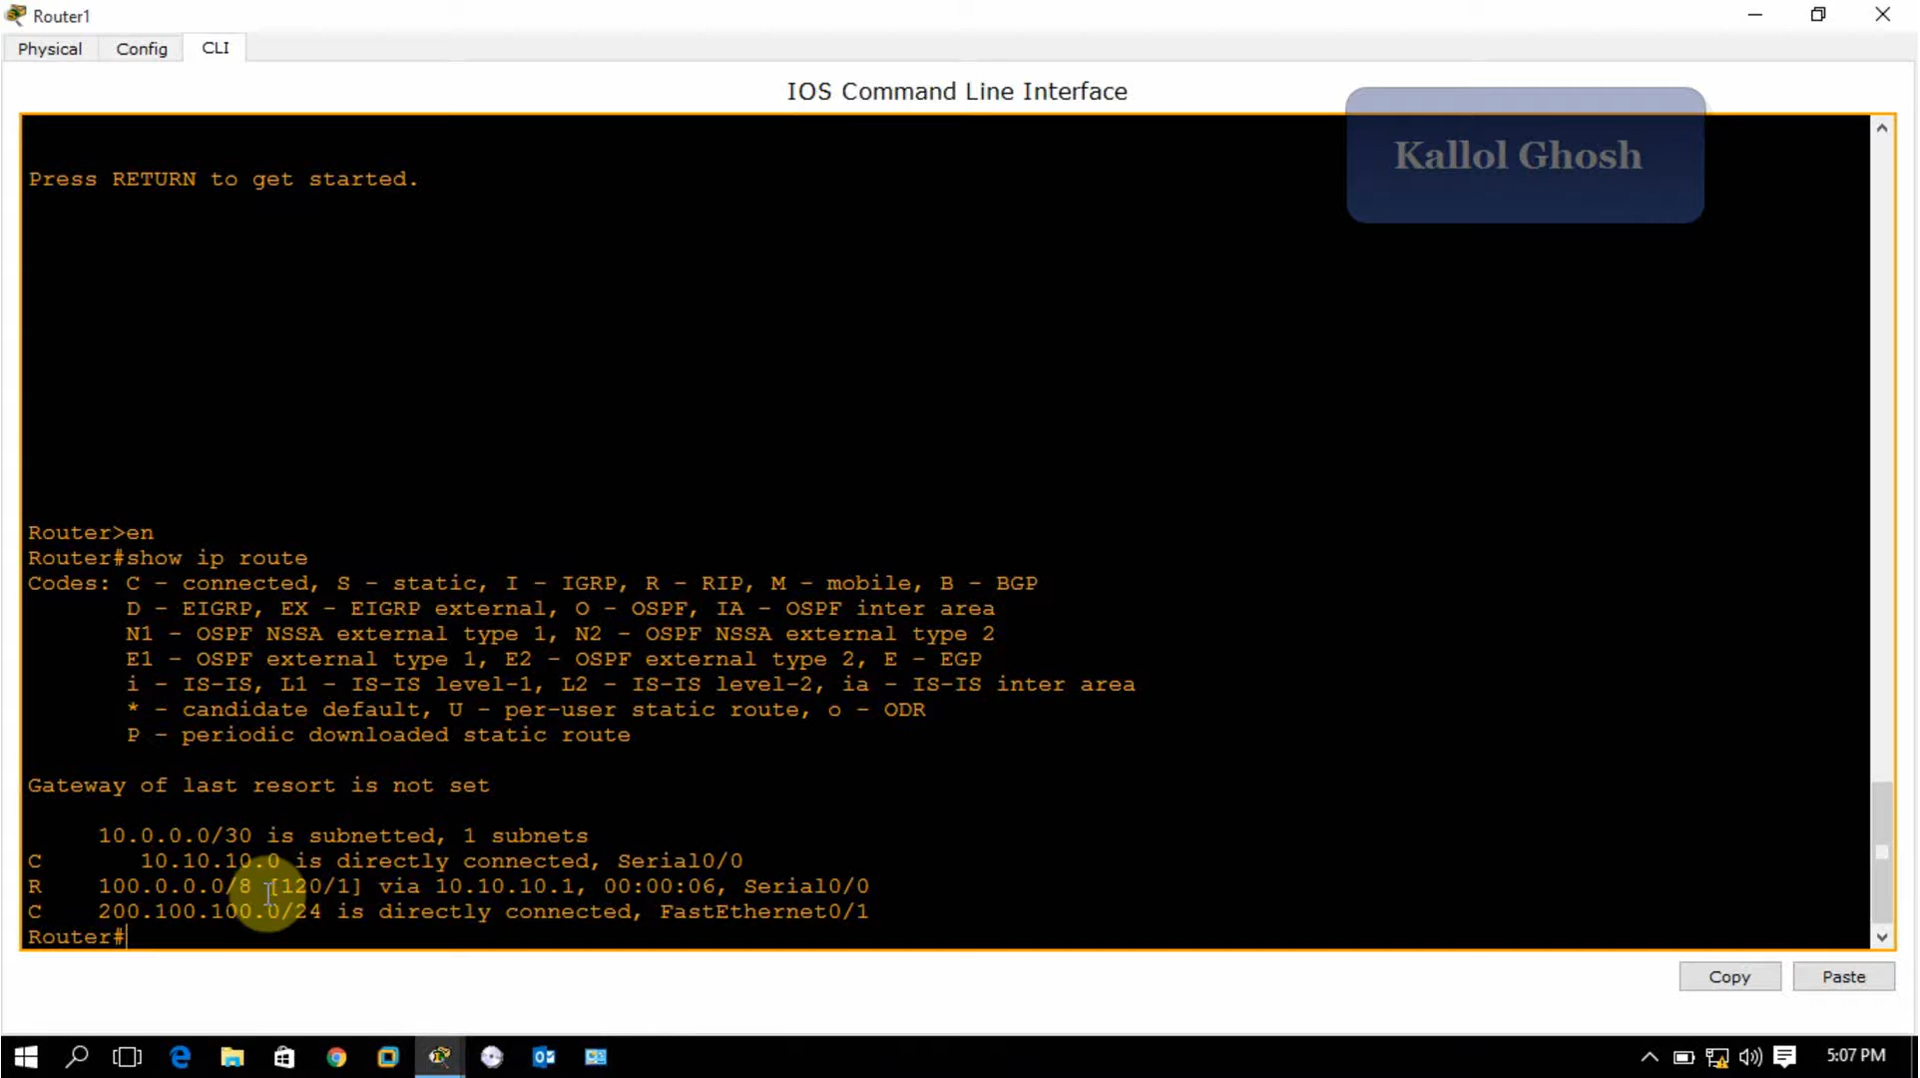 Router1
Physical Config CLI
IOS Command Line Interface
Kallol Ghosh
Press RETURN to get started.
Router>en
Router#show ip route
Codes: C - connected, S - static, I - IGRP, R - RIP, M - mobile, B - BGP
D - EIGRP, EX - EIGRP external, O - OSPF, IA - OSPF inter area
N1 - OSPF NSSA external type 1, N2 - OSPF NSSA external type 2
E1 - OSPF external type 1, E2 - OSPF external type 2, E - EGP
i - IS-IS, L1 - IS-IS level-1, L2 - IS-IS level-2, ia - IS-IS inter area
* - candidate default, U - per-user static route, o - ODR
P - periodic downloaded static route
Gateway of last resort is not set
10.0.0.0/30 is subnetted, 1 subnets
C 10.10.10.0 is directly connected, Serial0/0
R 100.0.0.0/8 [120/1] via 10.10.10.1, 00:00:06, Serial0/0
C 200.100.100.0/24 is directly connected, FastEthernet0/1
Router#
Copy Paste
5:07 PM